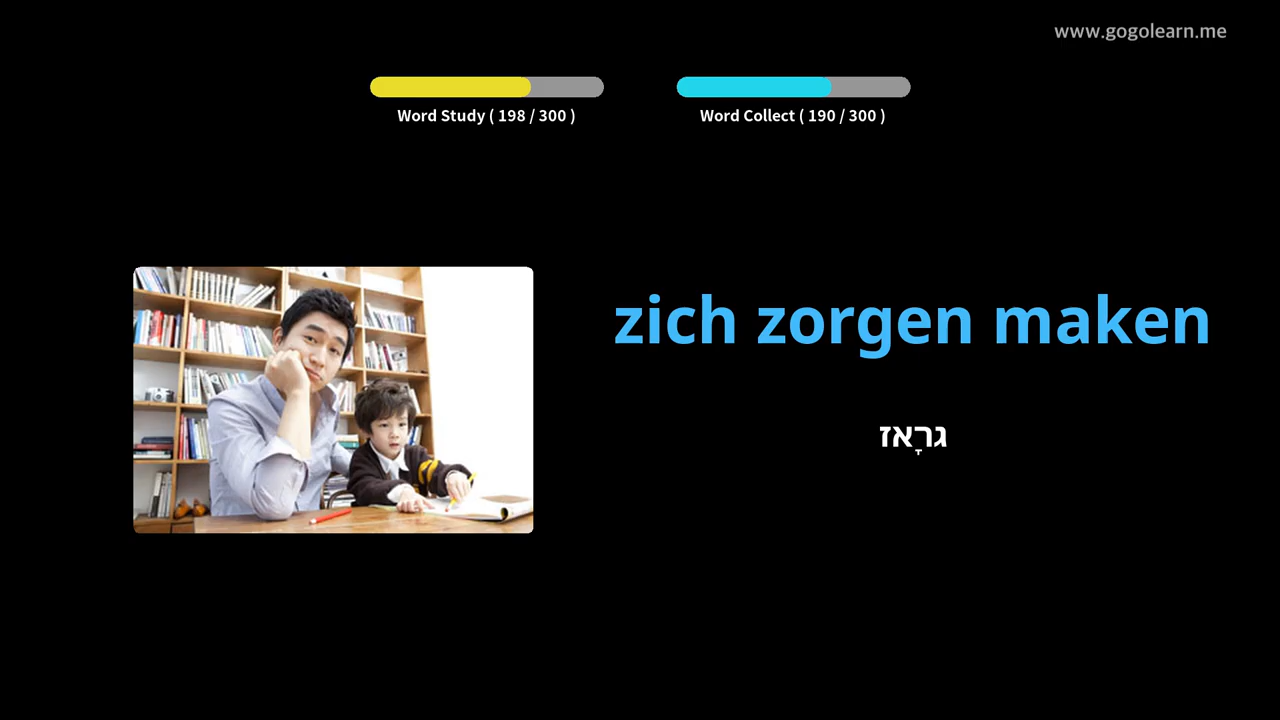 www.gogolearn.me
Word Study ( 198 / 300 )
Word Collect ( 190 / 300 )
zich zorgen maken
גרָאז